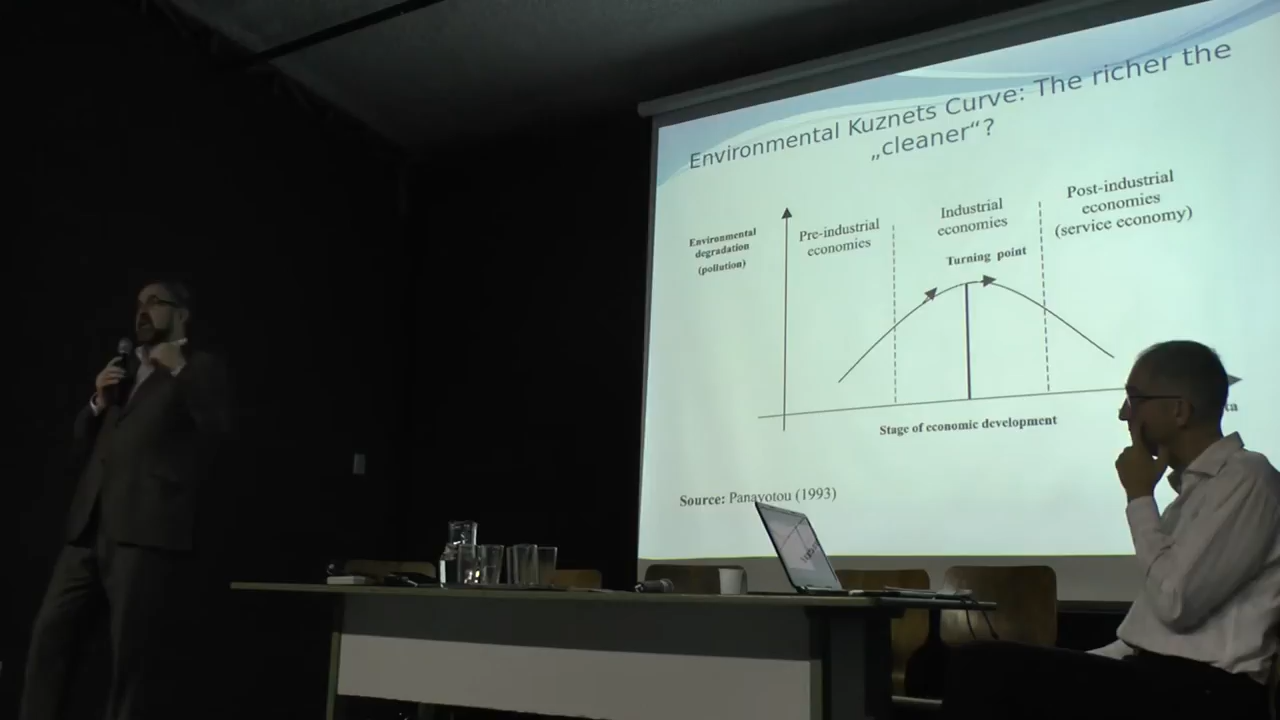 Environmental Kuznets Curve: The richer the
„cleaner“?
Environmental
degradation
(pollution)
Pre-industrial
economies
Industrial
economies
Post-industrial
economies
(service economy)
Turning point
Stage of economic development
Source: Panayotou (1993)